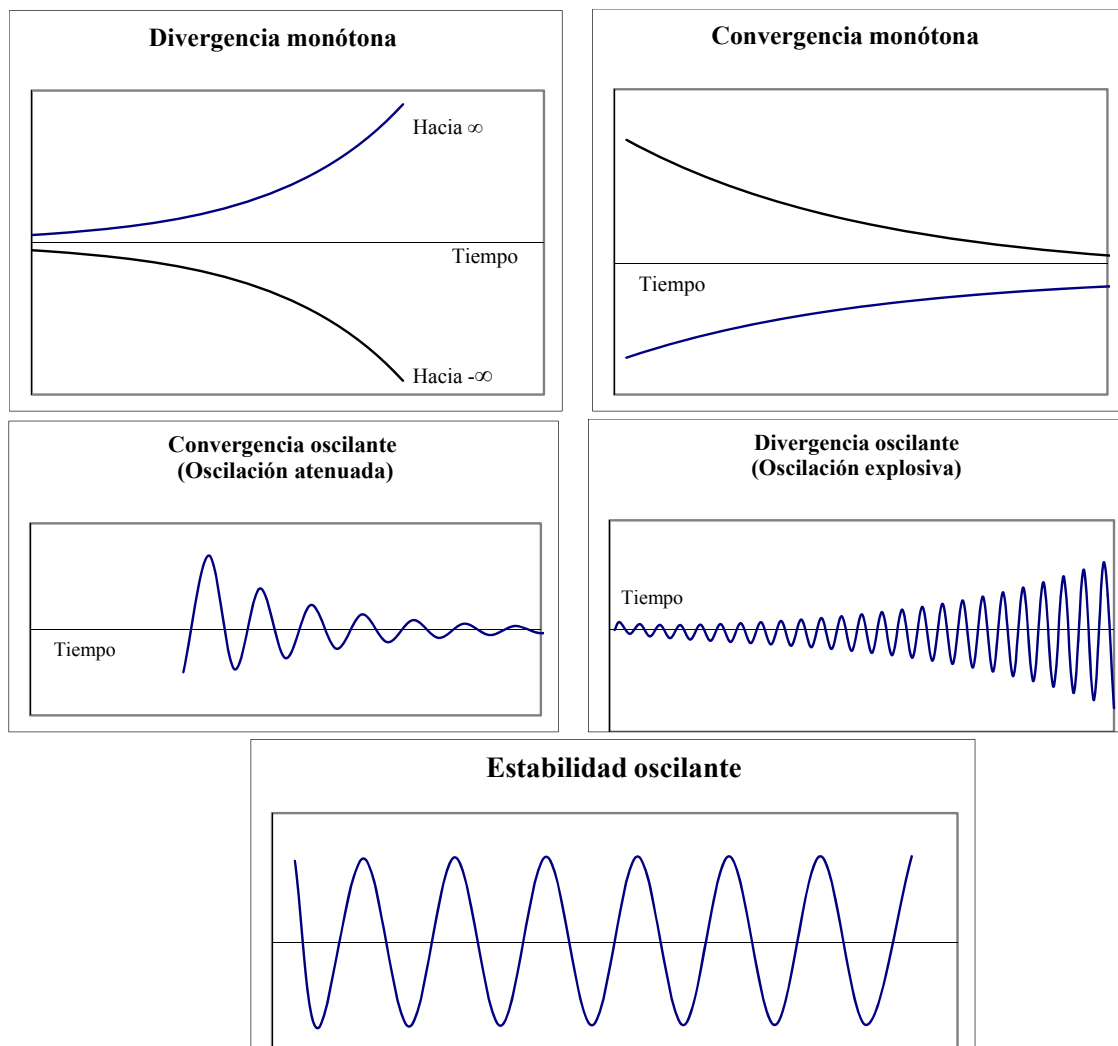 Divergencia monótona
Hacia ∞
Tiempo
Hacia -∞
Convergencia monótona
Tiempo
Convergencia oscilante
(Oscilación atenuada)
Tiempo
Divergencia oscilante
(Oscilación explosiva)
Tiempo
Estabilidad oscilante